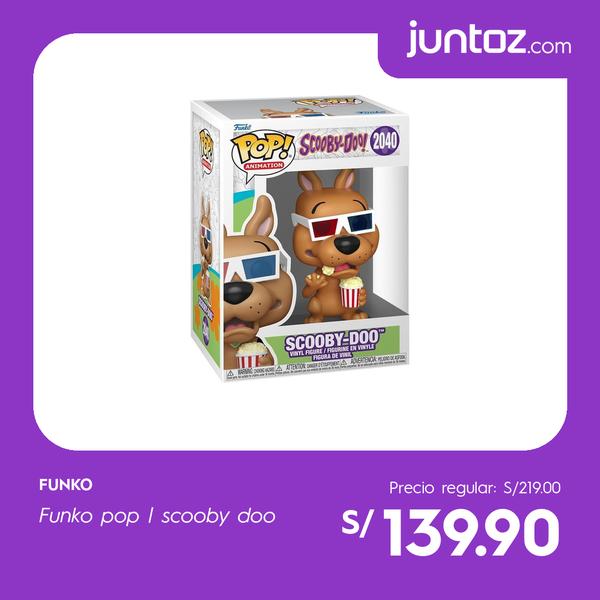 juntoz.com
Funko
POP!
ANIMATION
SCOOBY-DOO!
2040
SCOOBY-DOO™
VINYL FIGURE / FIGURINE EN VINYLE
FIGURA DE VINIL
FUNKO
Funko pop | scooby doo
Precio regular: S/219.00
S/139.90